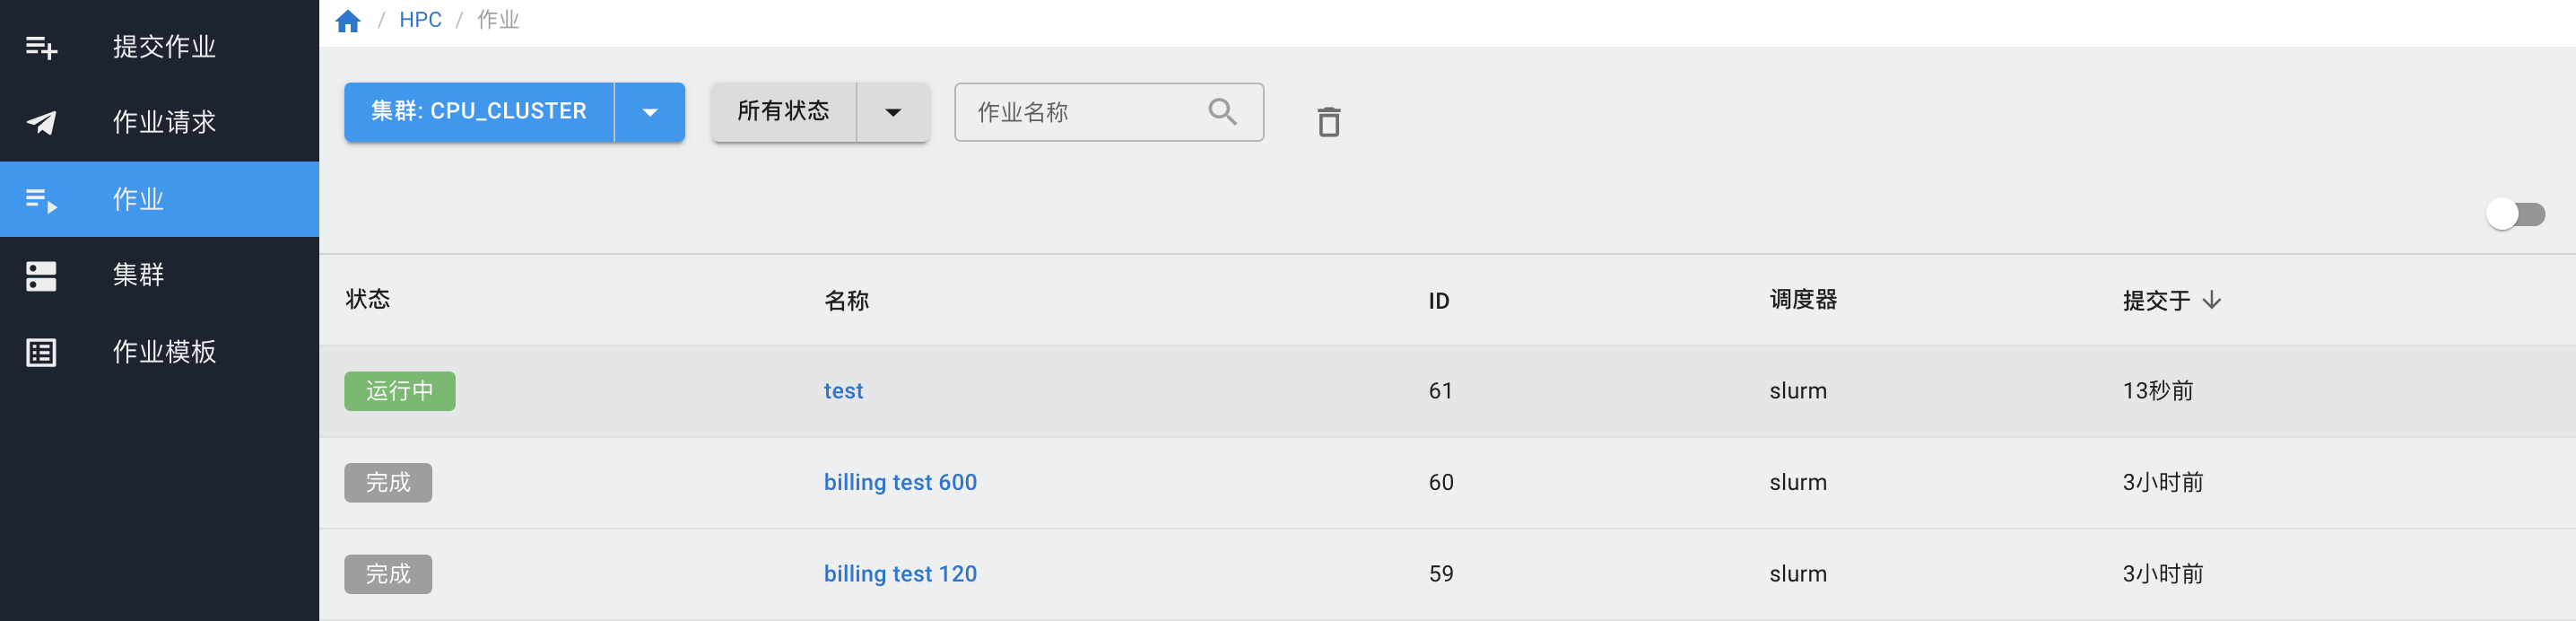 提交作业
作业请求
作业
集群
作业模板
/ HPC / 作业
集群: CPU_CLUSTER 所有状态 作业名称
状态 名称 ID 调度器 提交于
运行中 test 61 slurm 13秒前
完成 billing test 600 60 slurm 3小时前
完成 billing test 120 59 slurm 3小时前